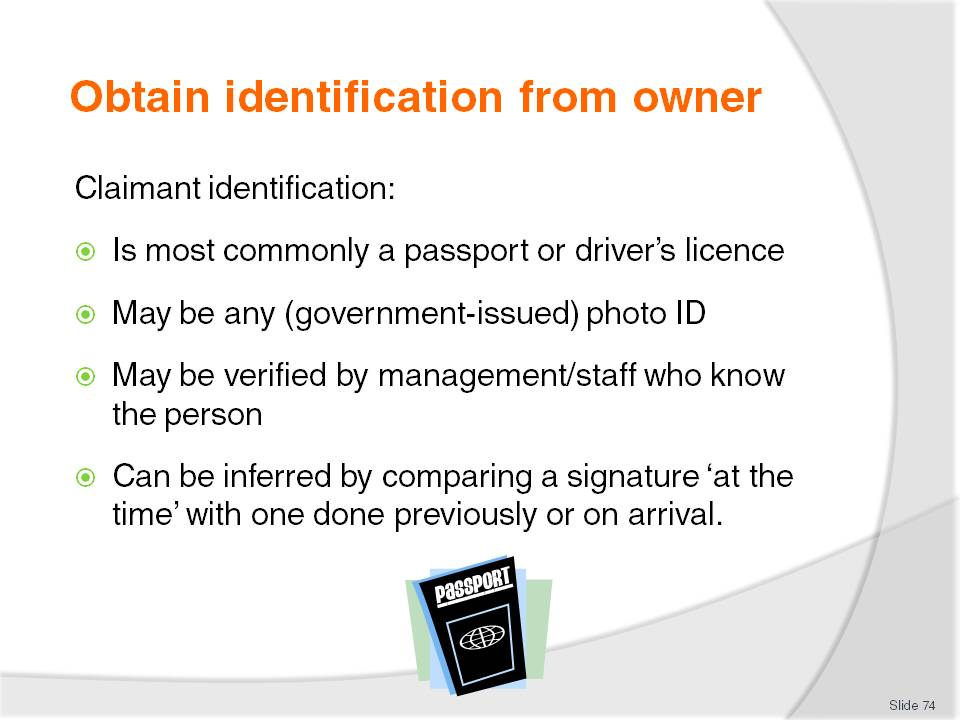 Obtain identification from owner
Claimant identification:
Is most commonly a passport or driver’s licence
May be any (government-issued) photo ID
May be verified by management/staff who know
the person
Can be inferred by comparing a signature ‘at the
time’ with one done previously or on arrival.
PASSPORT
Slide 74